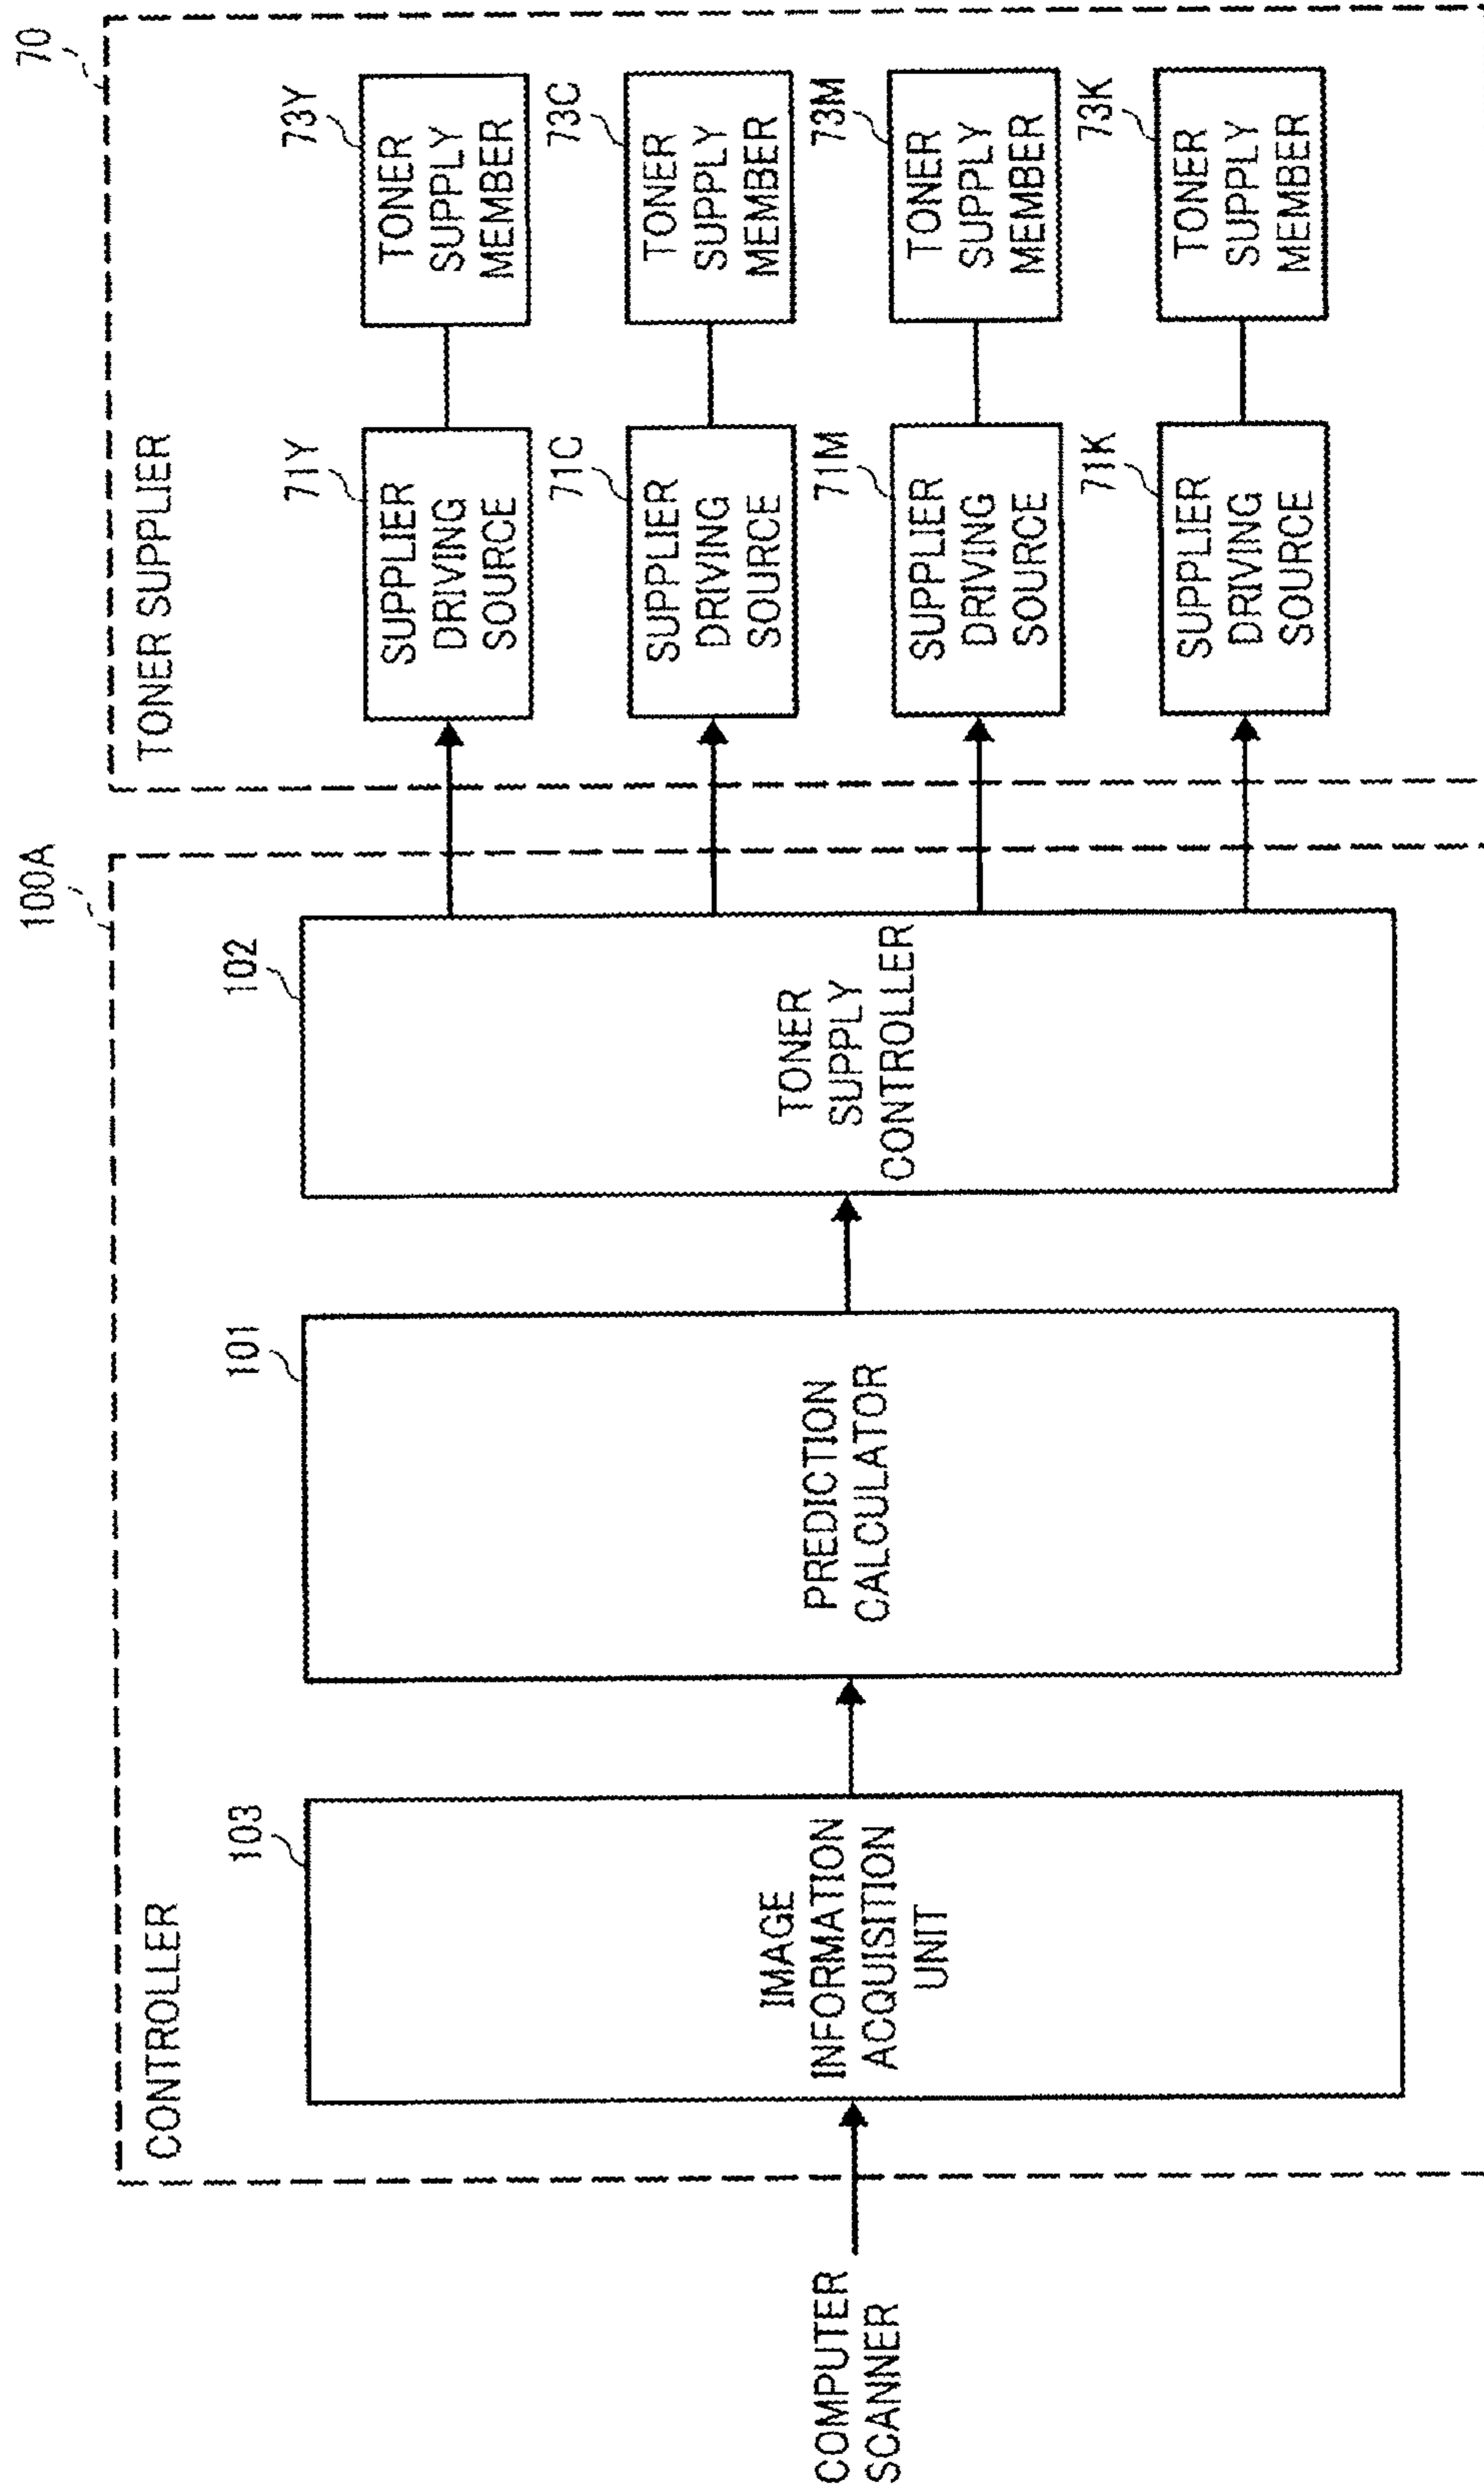 COMPUTER
SCANNER
100A
CONTROLLER
103
IMAGE
INFORMATION
ACQUISITION
UNIT
101
PREDICTION
CALCULATOR
102
TONER
SUPPLY
CONTROLLER
70
TONER SUPPLIER
71Y
SUPPLIER
DRIVING
SOURCE
73Y
TONER
SUPPLY
MEMBER
71C
SUPPLIER
DRIVING
SOURCE
73C
TONER
SUPPLY
MEMBER
71M
SUPPLIER
DRIVING
SOURCE
73M
TONER
SUPPLY
MEMBER
71K
SUPPLIER
DRIVING
SOURCE
73K
TONER
SUPPLY
MEMBER